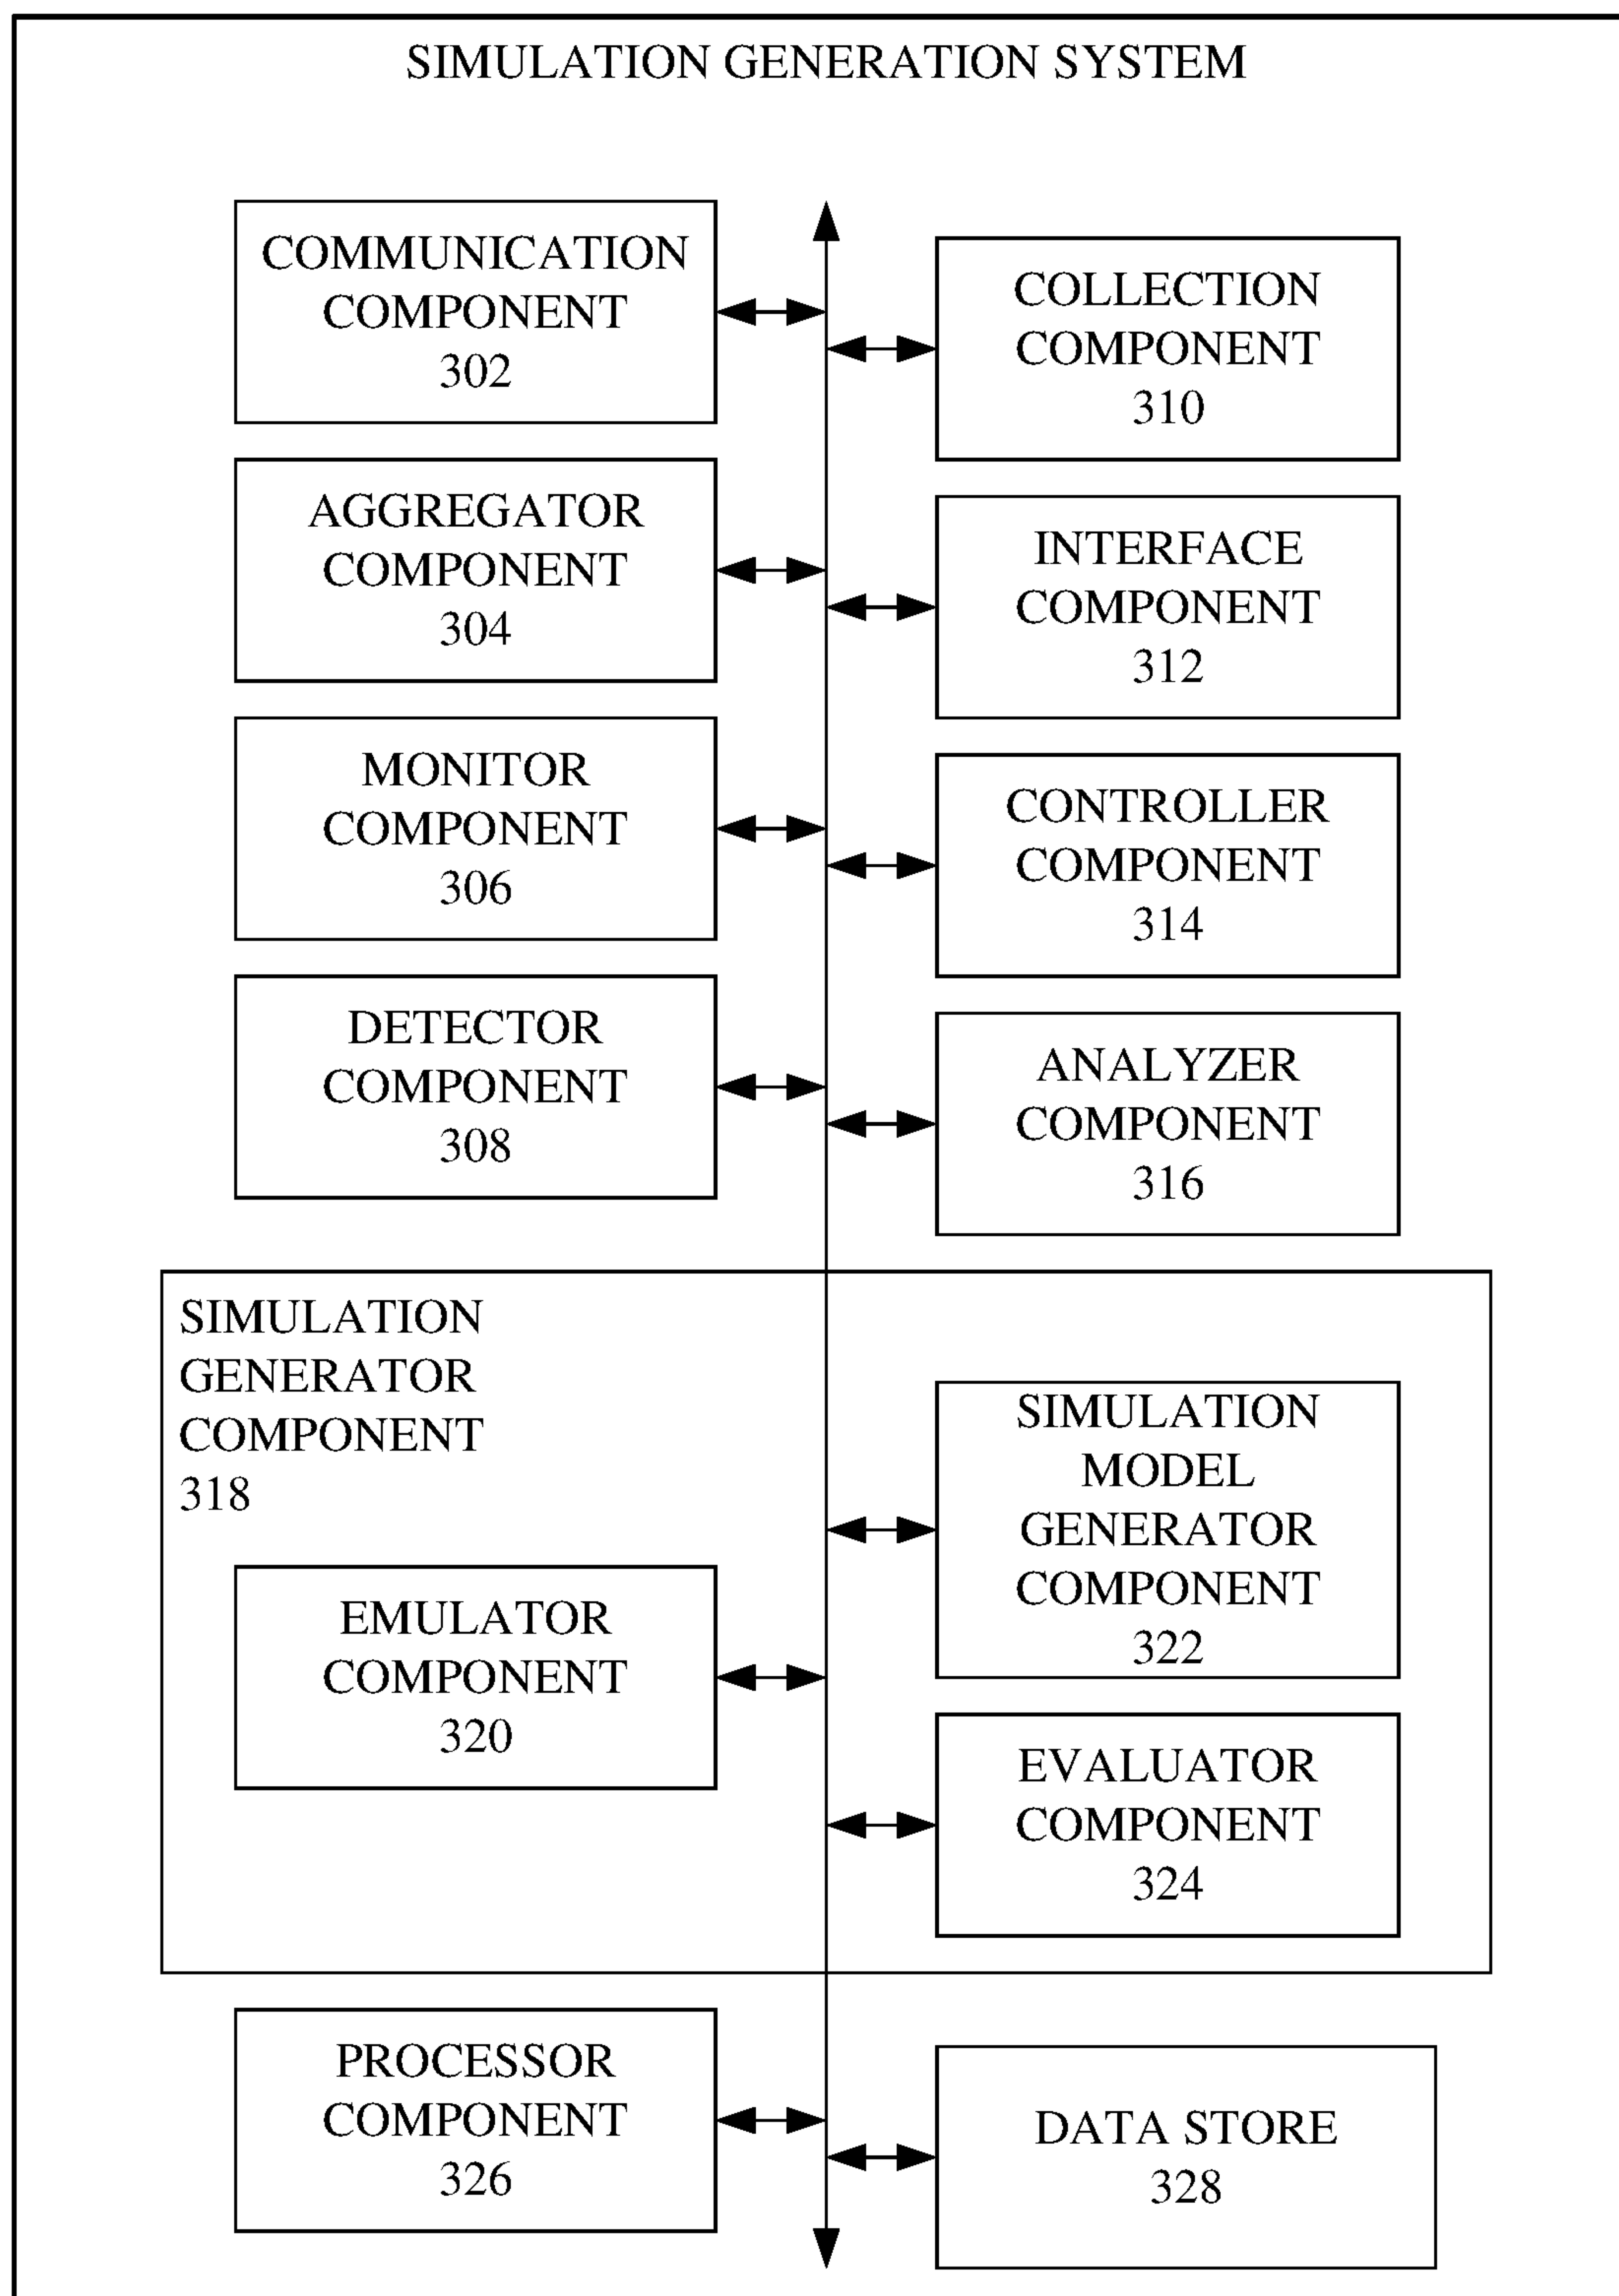 SIMULATION GENERATION SYSTEM
COMMUNICATION
COMPONENT
302
COLLECTION
COMPONENT
310
AGGREGATOR
COMPONENT
304
INTERFACE
COMPONENT
312
MONITOR
COMPONENT
306
CONTROLLER
COMPONENT
314
DETECTOR
COMPONENT
308
ANALYZER
COMPONENT
316
SIMULATION
GENERATOR
COMPONENT
318
SIMULATION
MODEL
GENERATOR
COMPONENT
322
EMULATOR
COMPONENT
320
EVALUATOR
COMPONENT
324
PROCESSOR
COMPONENT
326
DATA STORE
328